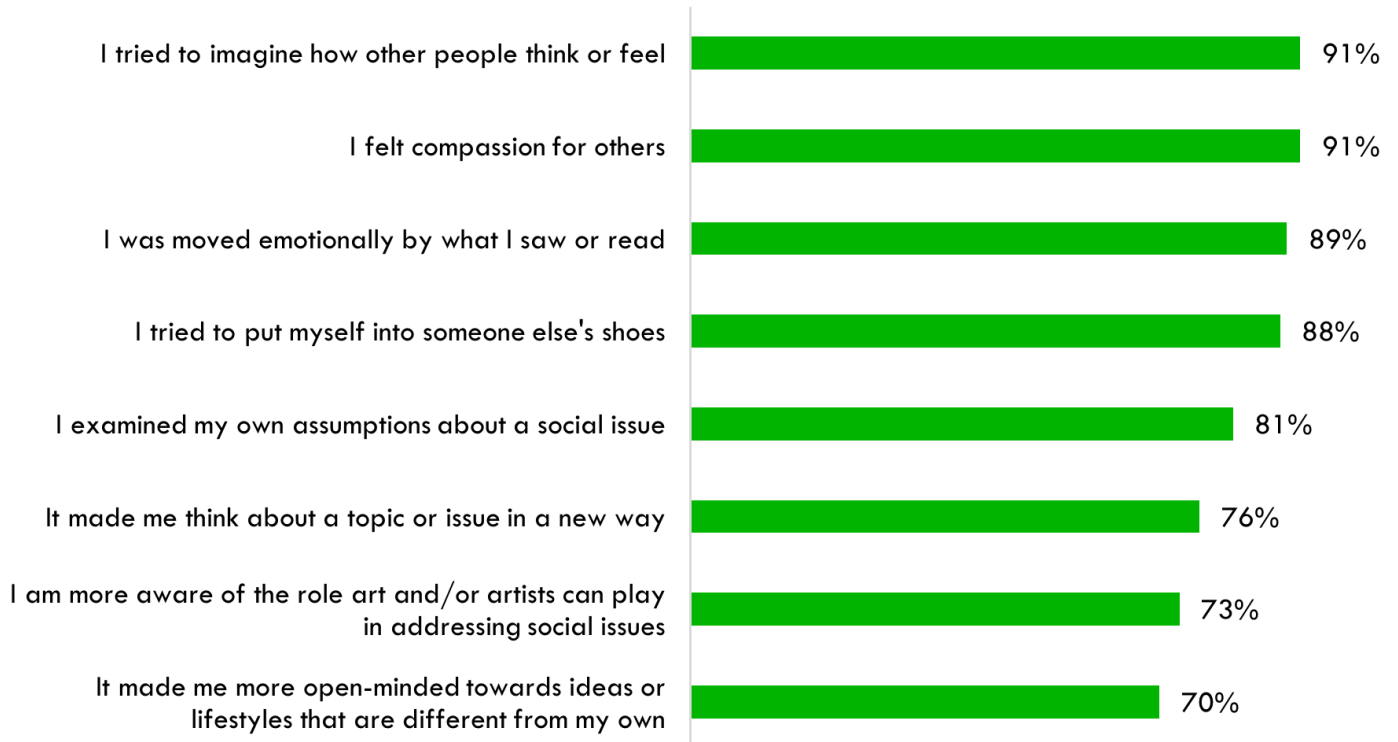 I tried to imagine how other people think or feel
91%
I felt compassion for others
91%
I was moved emotionally by what I saw or read
89%
I tried to put myself into someone else's shoes
88%
I examined my own assumptions about a social issue
81%
It made me think about a topic or issue in a new way
76%
I am more aware of the role art and/or artists can play
in addressing social issues
73%
It made me more open-minded towards ideas or
lifestyles that are different from my own
70%